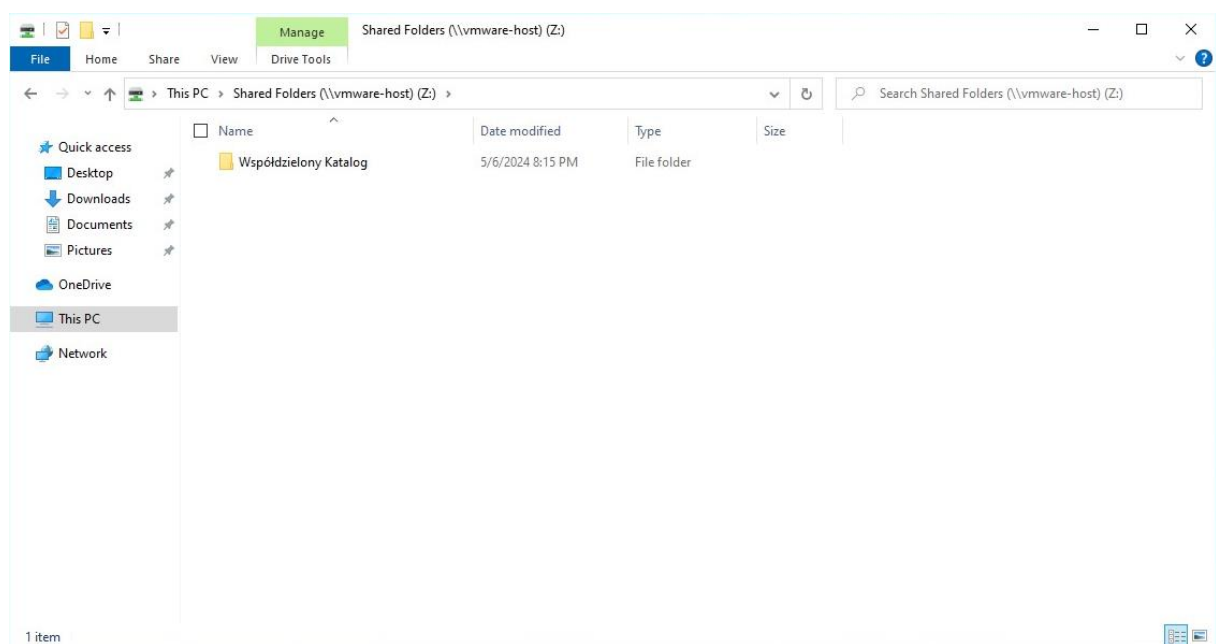 Manage Shared Folders (\\vmware-host) (Z:)
File Home Share View Drive Tools
This PC Shared Folders (\\vmware-host) (Z:) Search Shared Folders (\\vmware-host) (Z:)
Name Date modified Type Size
Quick access
Współdzielony Katalog 5/6/2024 8:15 PM File folder
Desktop
Downloads
Documents
Pictures
OneDrive
This PC
Network
1 item